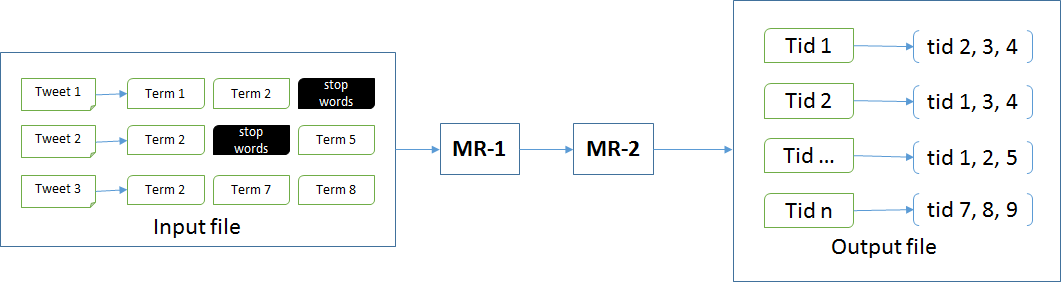 Tweet 1 Term 1 Term 2 stop words
Tweet 2 Term 2 stop words Term 5
Tweet 3 Term 2 Term 7 Term 8
Input file
MR-1 MR-2
Tid 1 tid 2, 3, 4
Tid 2 tid 1, 3, 4
Tid ... tid 1, 2, 5
Tid n tid 7, 8, 9
Output file